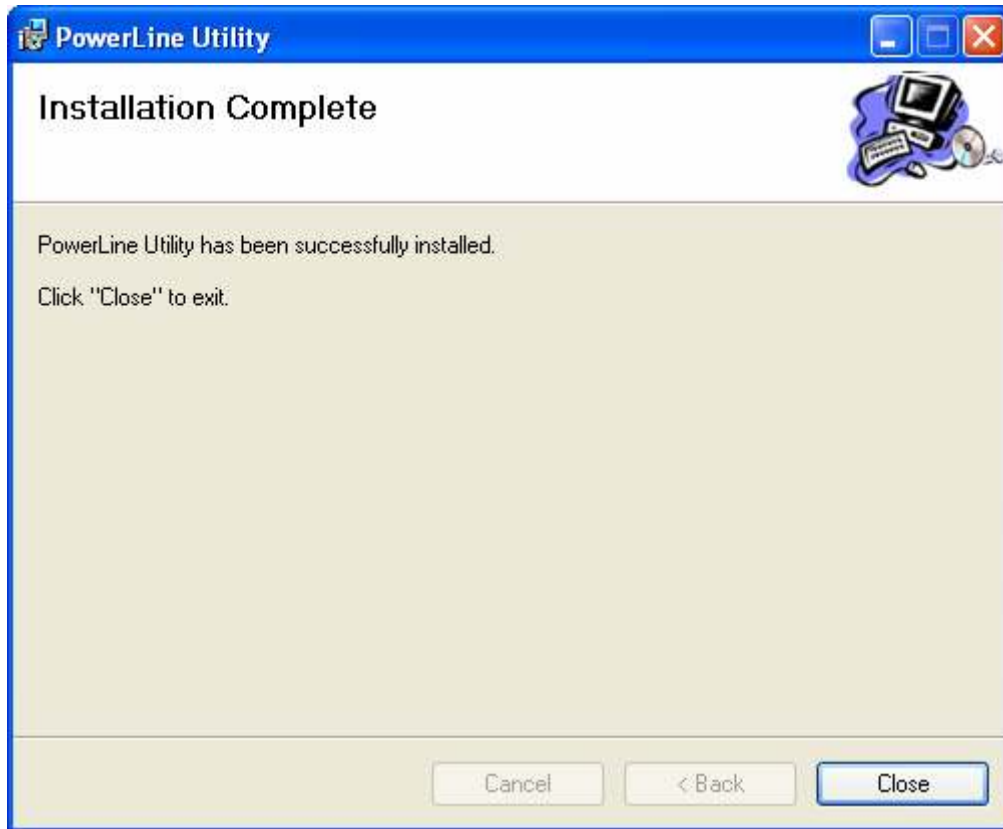 PowerLine Utility
Installation Complete
PowerLine Utility has been successfully installed.
Click "Close" to exit.
Cancel
< Back
Close